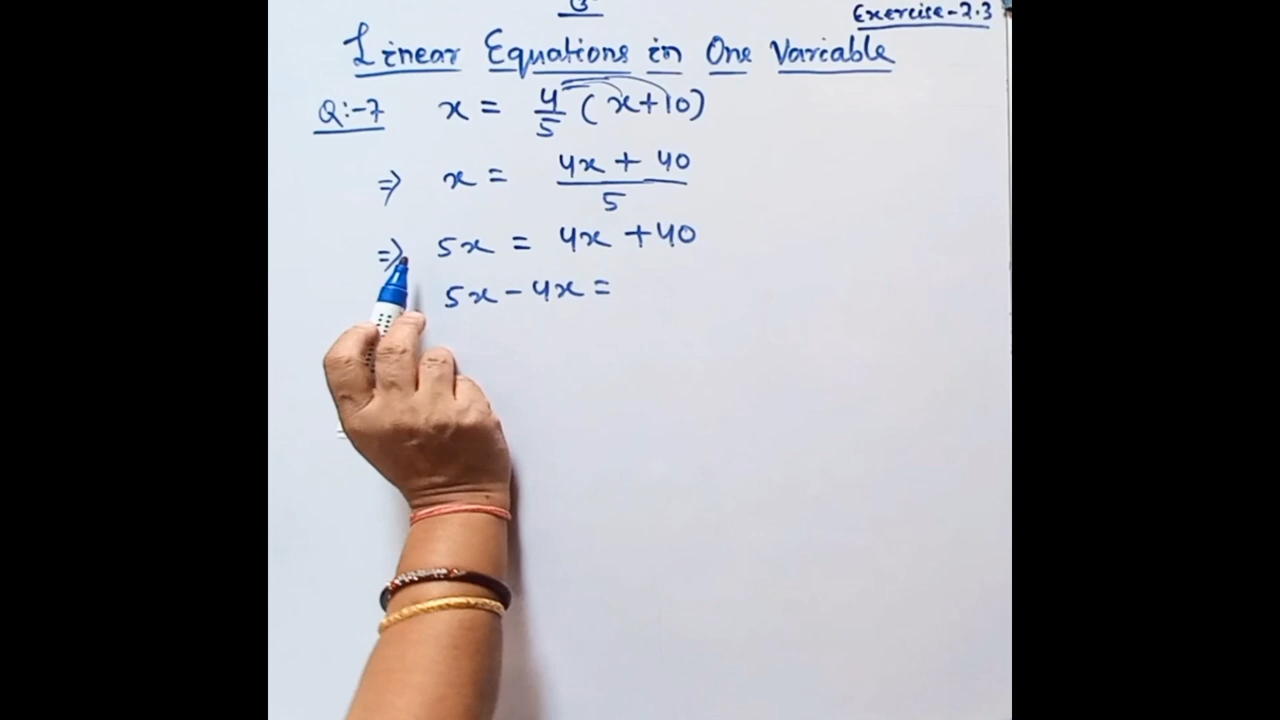 Exercise-2.3
Linear Equations in One Variable
Q:-7 x = 4/5 (x+10)
⇒ x = 4x + 40 / 5
⇒ 5x = 4x + 40
5x - 4x =